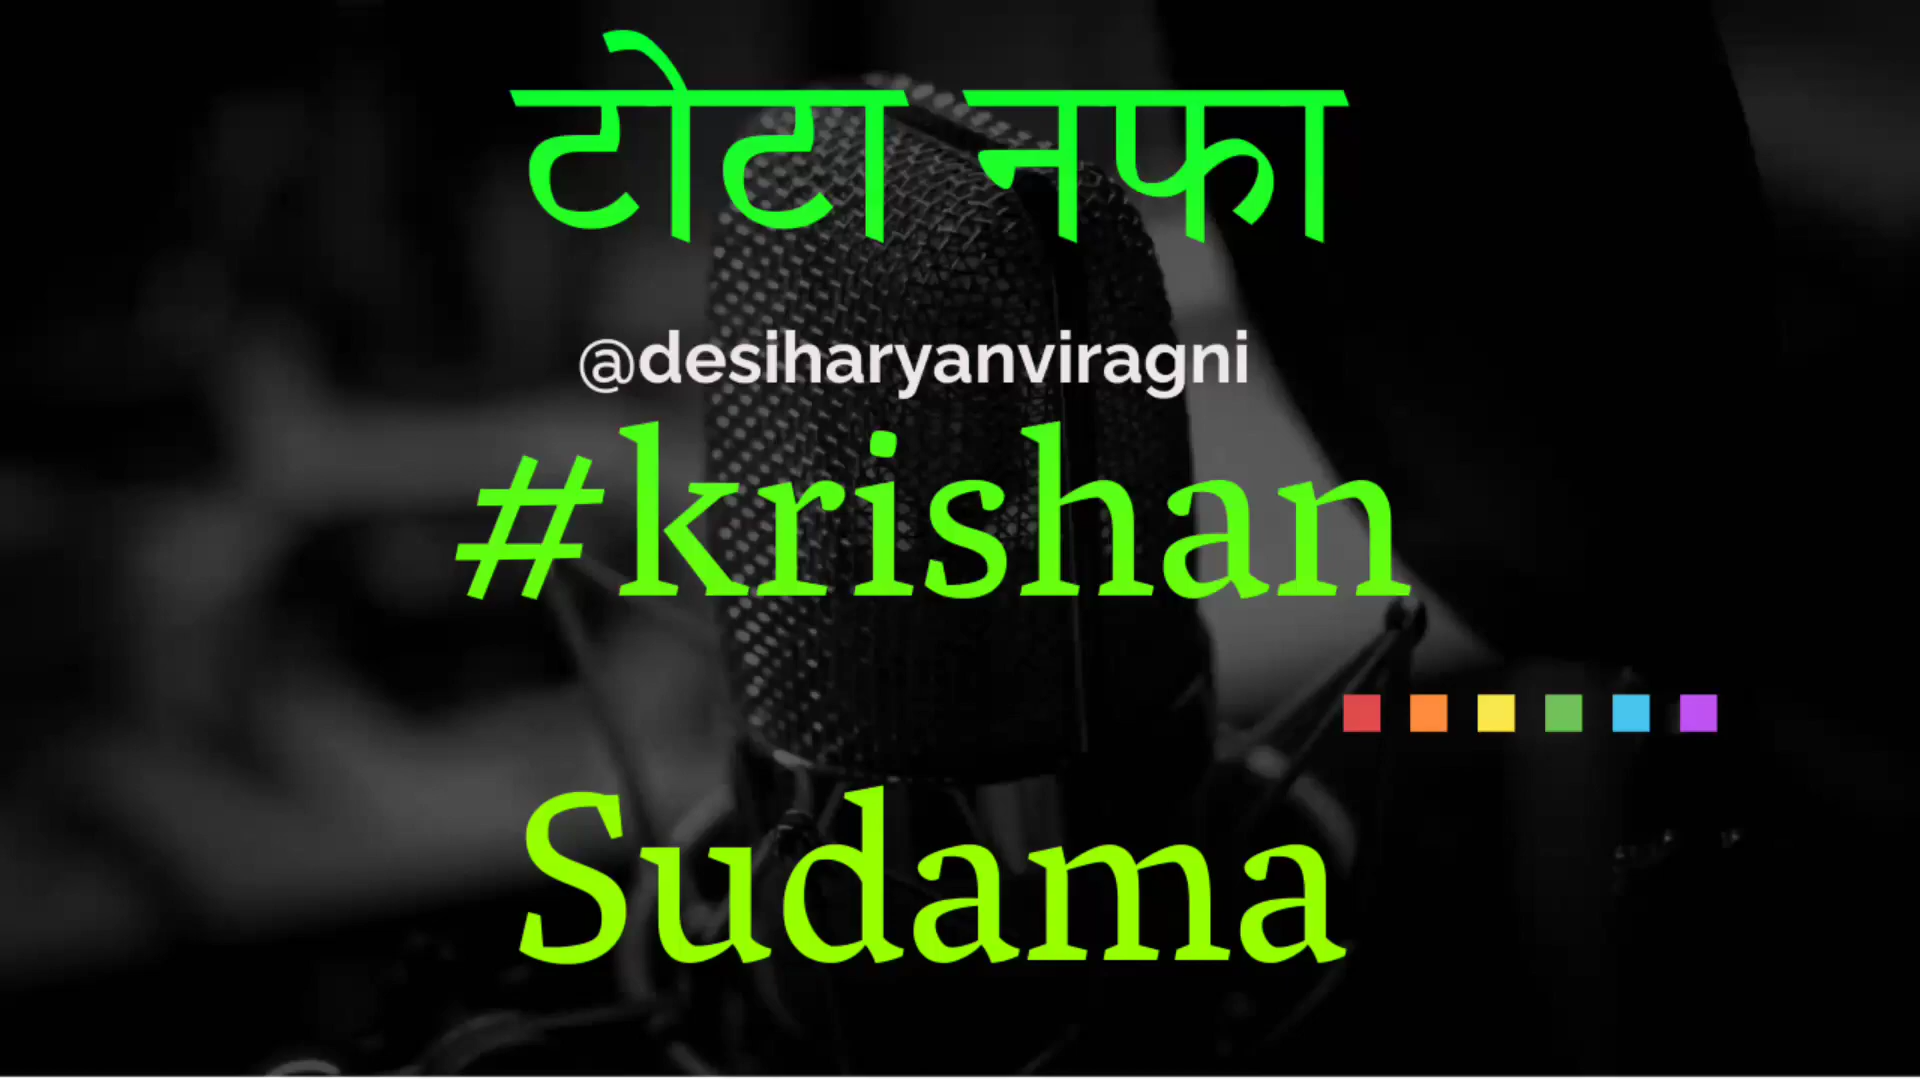 टोटा नफा
@desiharyanviragni
#krishan
Sudama